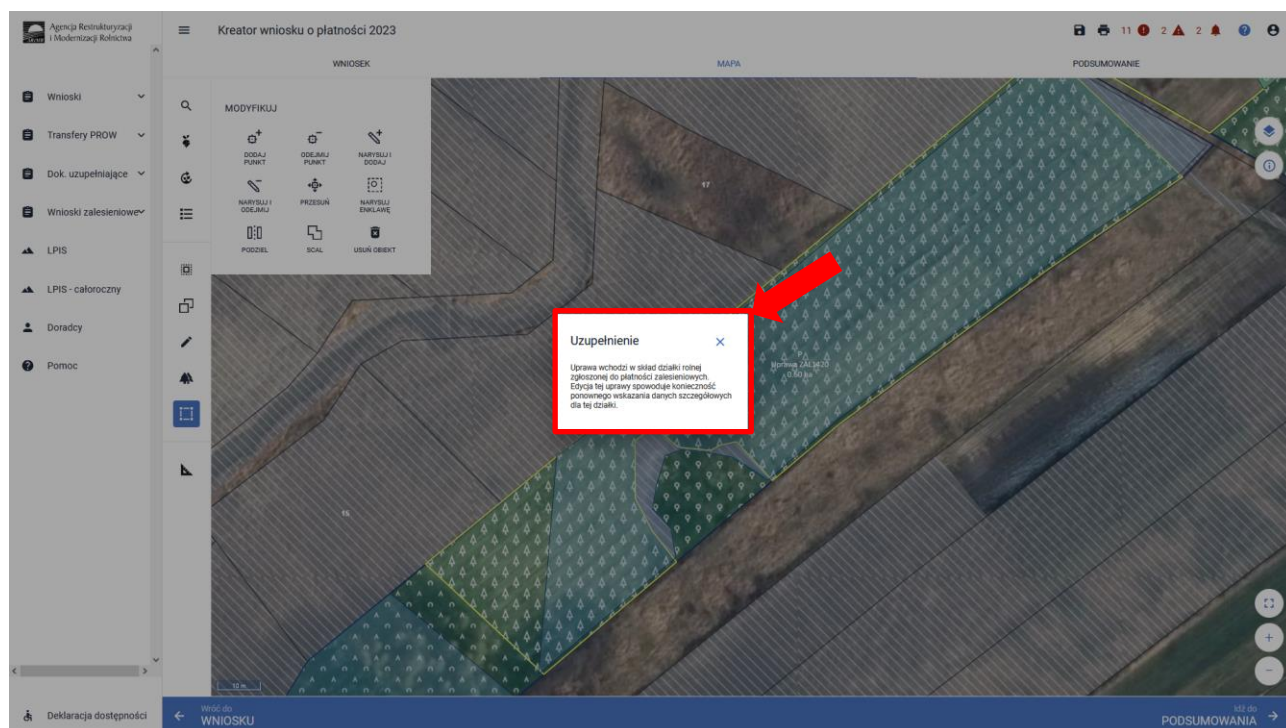 Agencja Restrukturyzacji
i Modernizacji Rolnictwa
Kreator wniosku o płatności 2023
11
2
2
WNIOSEK
MAPA
PODSUMOWANIE
Wnioski
Transfery PROW
Dok. uzupełniające
Wnioski zalesieniowe
LPIS
LPIS - całoroczny
Doradcy
Pomoc
Deklaracja dostępności
MODYFIKUJ
DODAJ
PUNKT
ODEJMIJ
PUNKT
NARYSUJ I
DODAJ
NARYSUJ I
ODEJMIJ
PRZESUŃ
NARYSUJ
ENKLAWĘ
PODZIEL
SCAL
USUŃ OBIEKT
17
Uprawa ZAL1420
0.60 ha
Uzupełnienie
Uprawa wchodzi w skład działki rolnej
zgłoszonej do płatności zalesieniowych.
Edycja tej uprawy spowoduje konieczność
ponownego wskazania danych szczegółowych
dla tej działki.
10 m
Wróć do
WNIOSKU
Idź do
PODSUMOWANIA